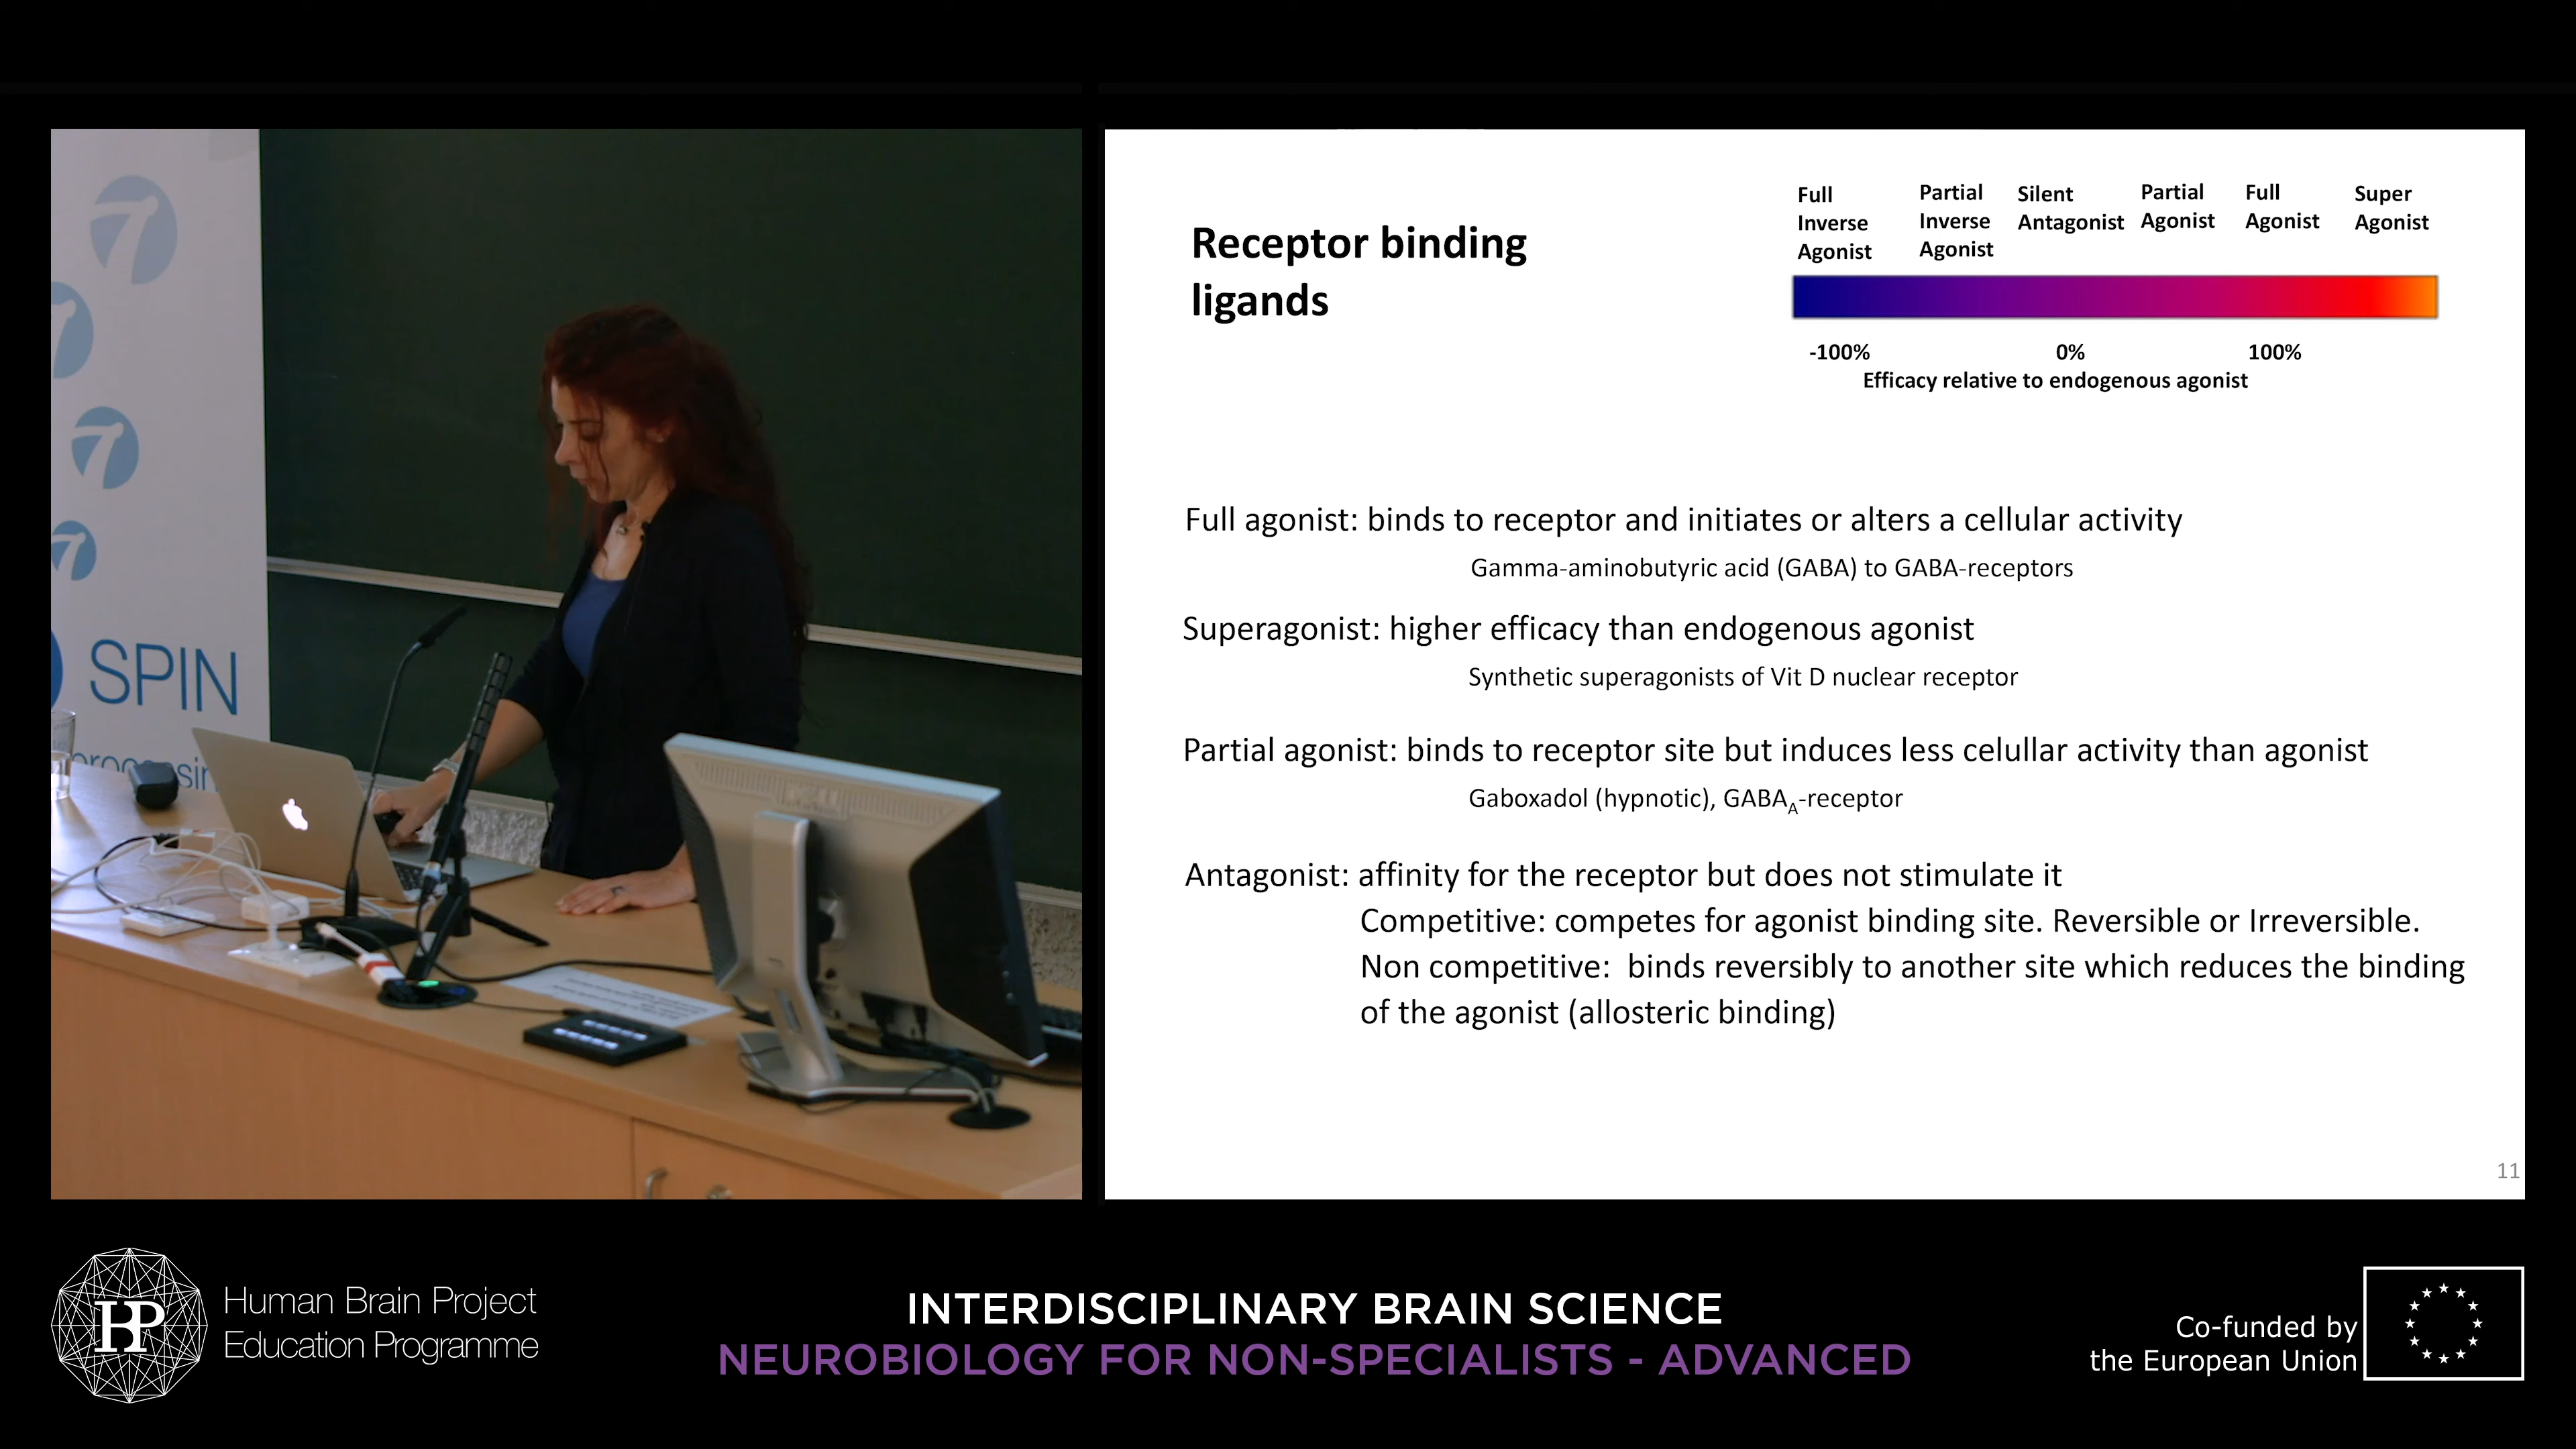 SPIN
Receptor binding
ligands
Full
Inverse
Agonist
Partial
Inverse
Agonist
Silent
Antagonist
Partial
Agonist
Full
Agonist
Super
Agonist
-100%
0%
100%
Efficacy relative to endogenous agonist
Full agonist: binds to receptor and initiates or alters a cellular activity
Gamma-aminobutyric acid (GABA) to GABA-receptors
Superagonist: higher efficacy than endogenous agonist
Synthetic superagonists of Vit D nuclear receptor
Partial agonist: binds to receptor site but induces less celullar activity than agonist
Gaboxadol (hypnotic), GABAA-receptor
Antagonist: affinity for the receptor but does not stimulate it
Competitive: competes for agonist binding site. Reversible or Irreversible.
Non competitive: binds reversibly to another site which reduces the binding
of the agonist (allosteric binding)
11
HBP
Human Brain Project
Education Programme
INTERDISCIPLINARY BRAIN SCIENCE
NEUROBIOLOGY FOR NON-SPECIALISTS - ADVANCED
Co-funded by
the European Union